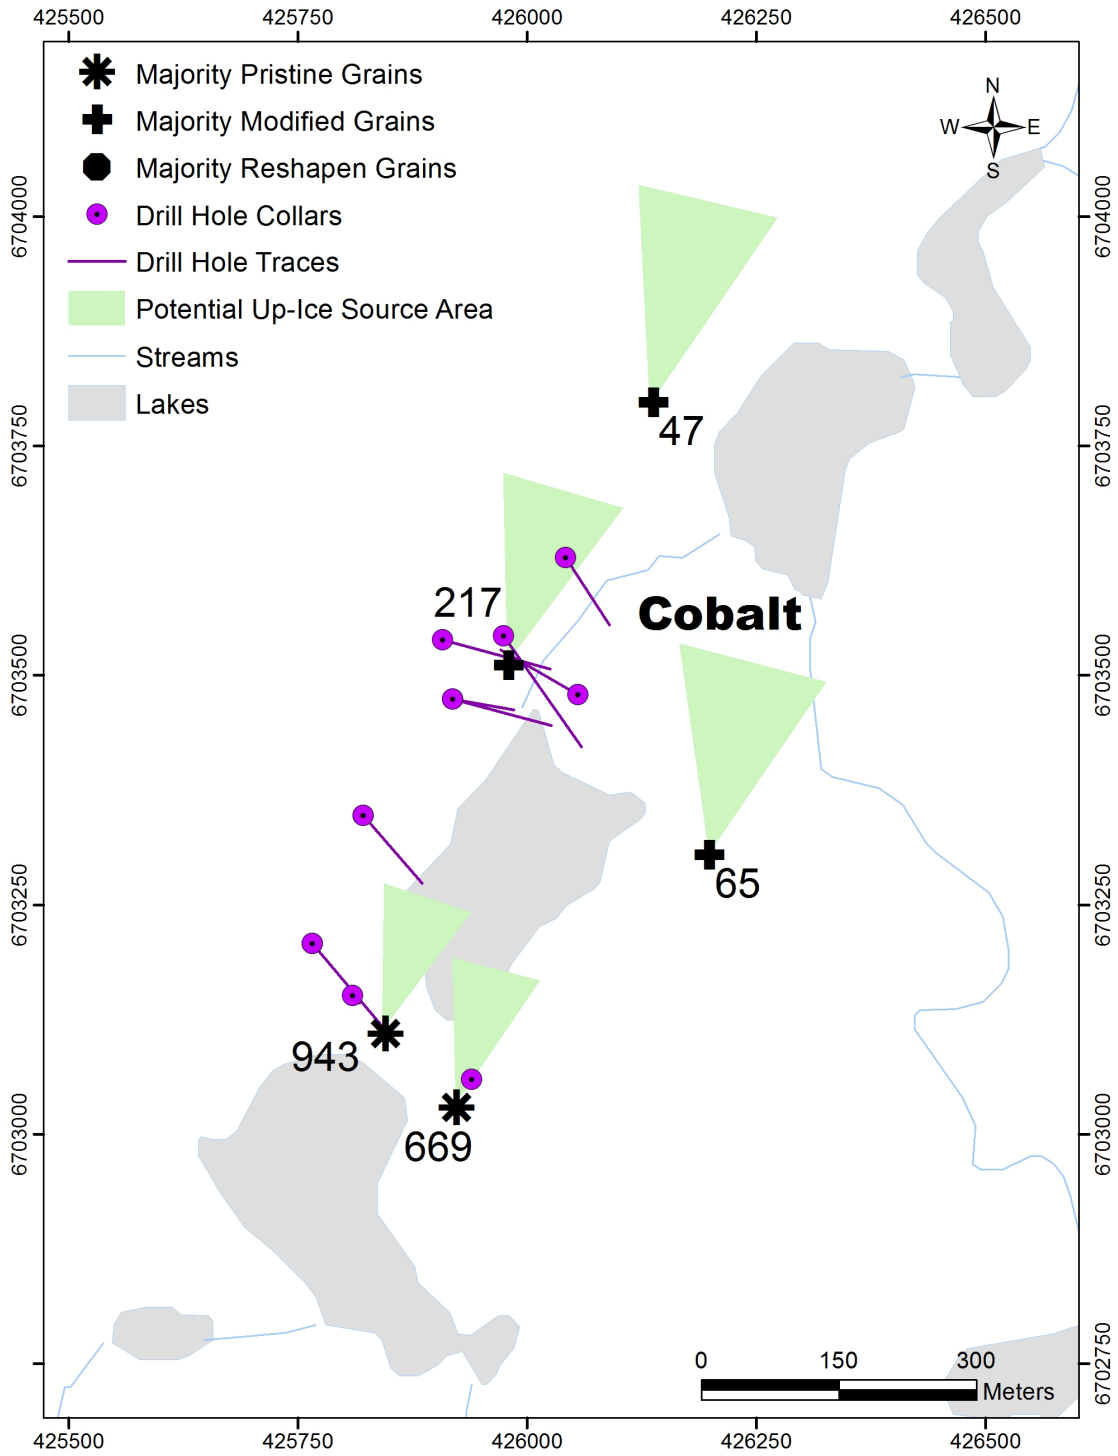 425500 425750 426000 426250 426500
Majority Pristine Grains
Majority Modified Grains
Majority Reshapen Grains
Drill Hole Collars
Drill Hole Traces
Potential Up-Ice Source Area
Streams
Lakes
N
W E
S
6704000 6704000
47
6703750 6703750
217
Cobalt
6703500 6703500
65
6703250 6703250
943
669
6703000 6703000
0 150 300
Meters
6702750
425500 425750 426000 426250 426500